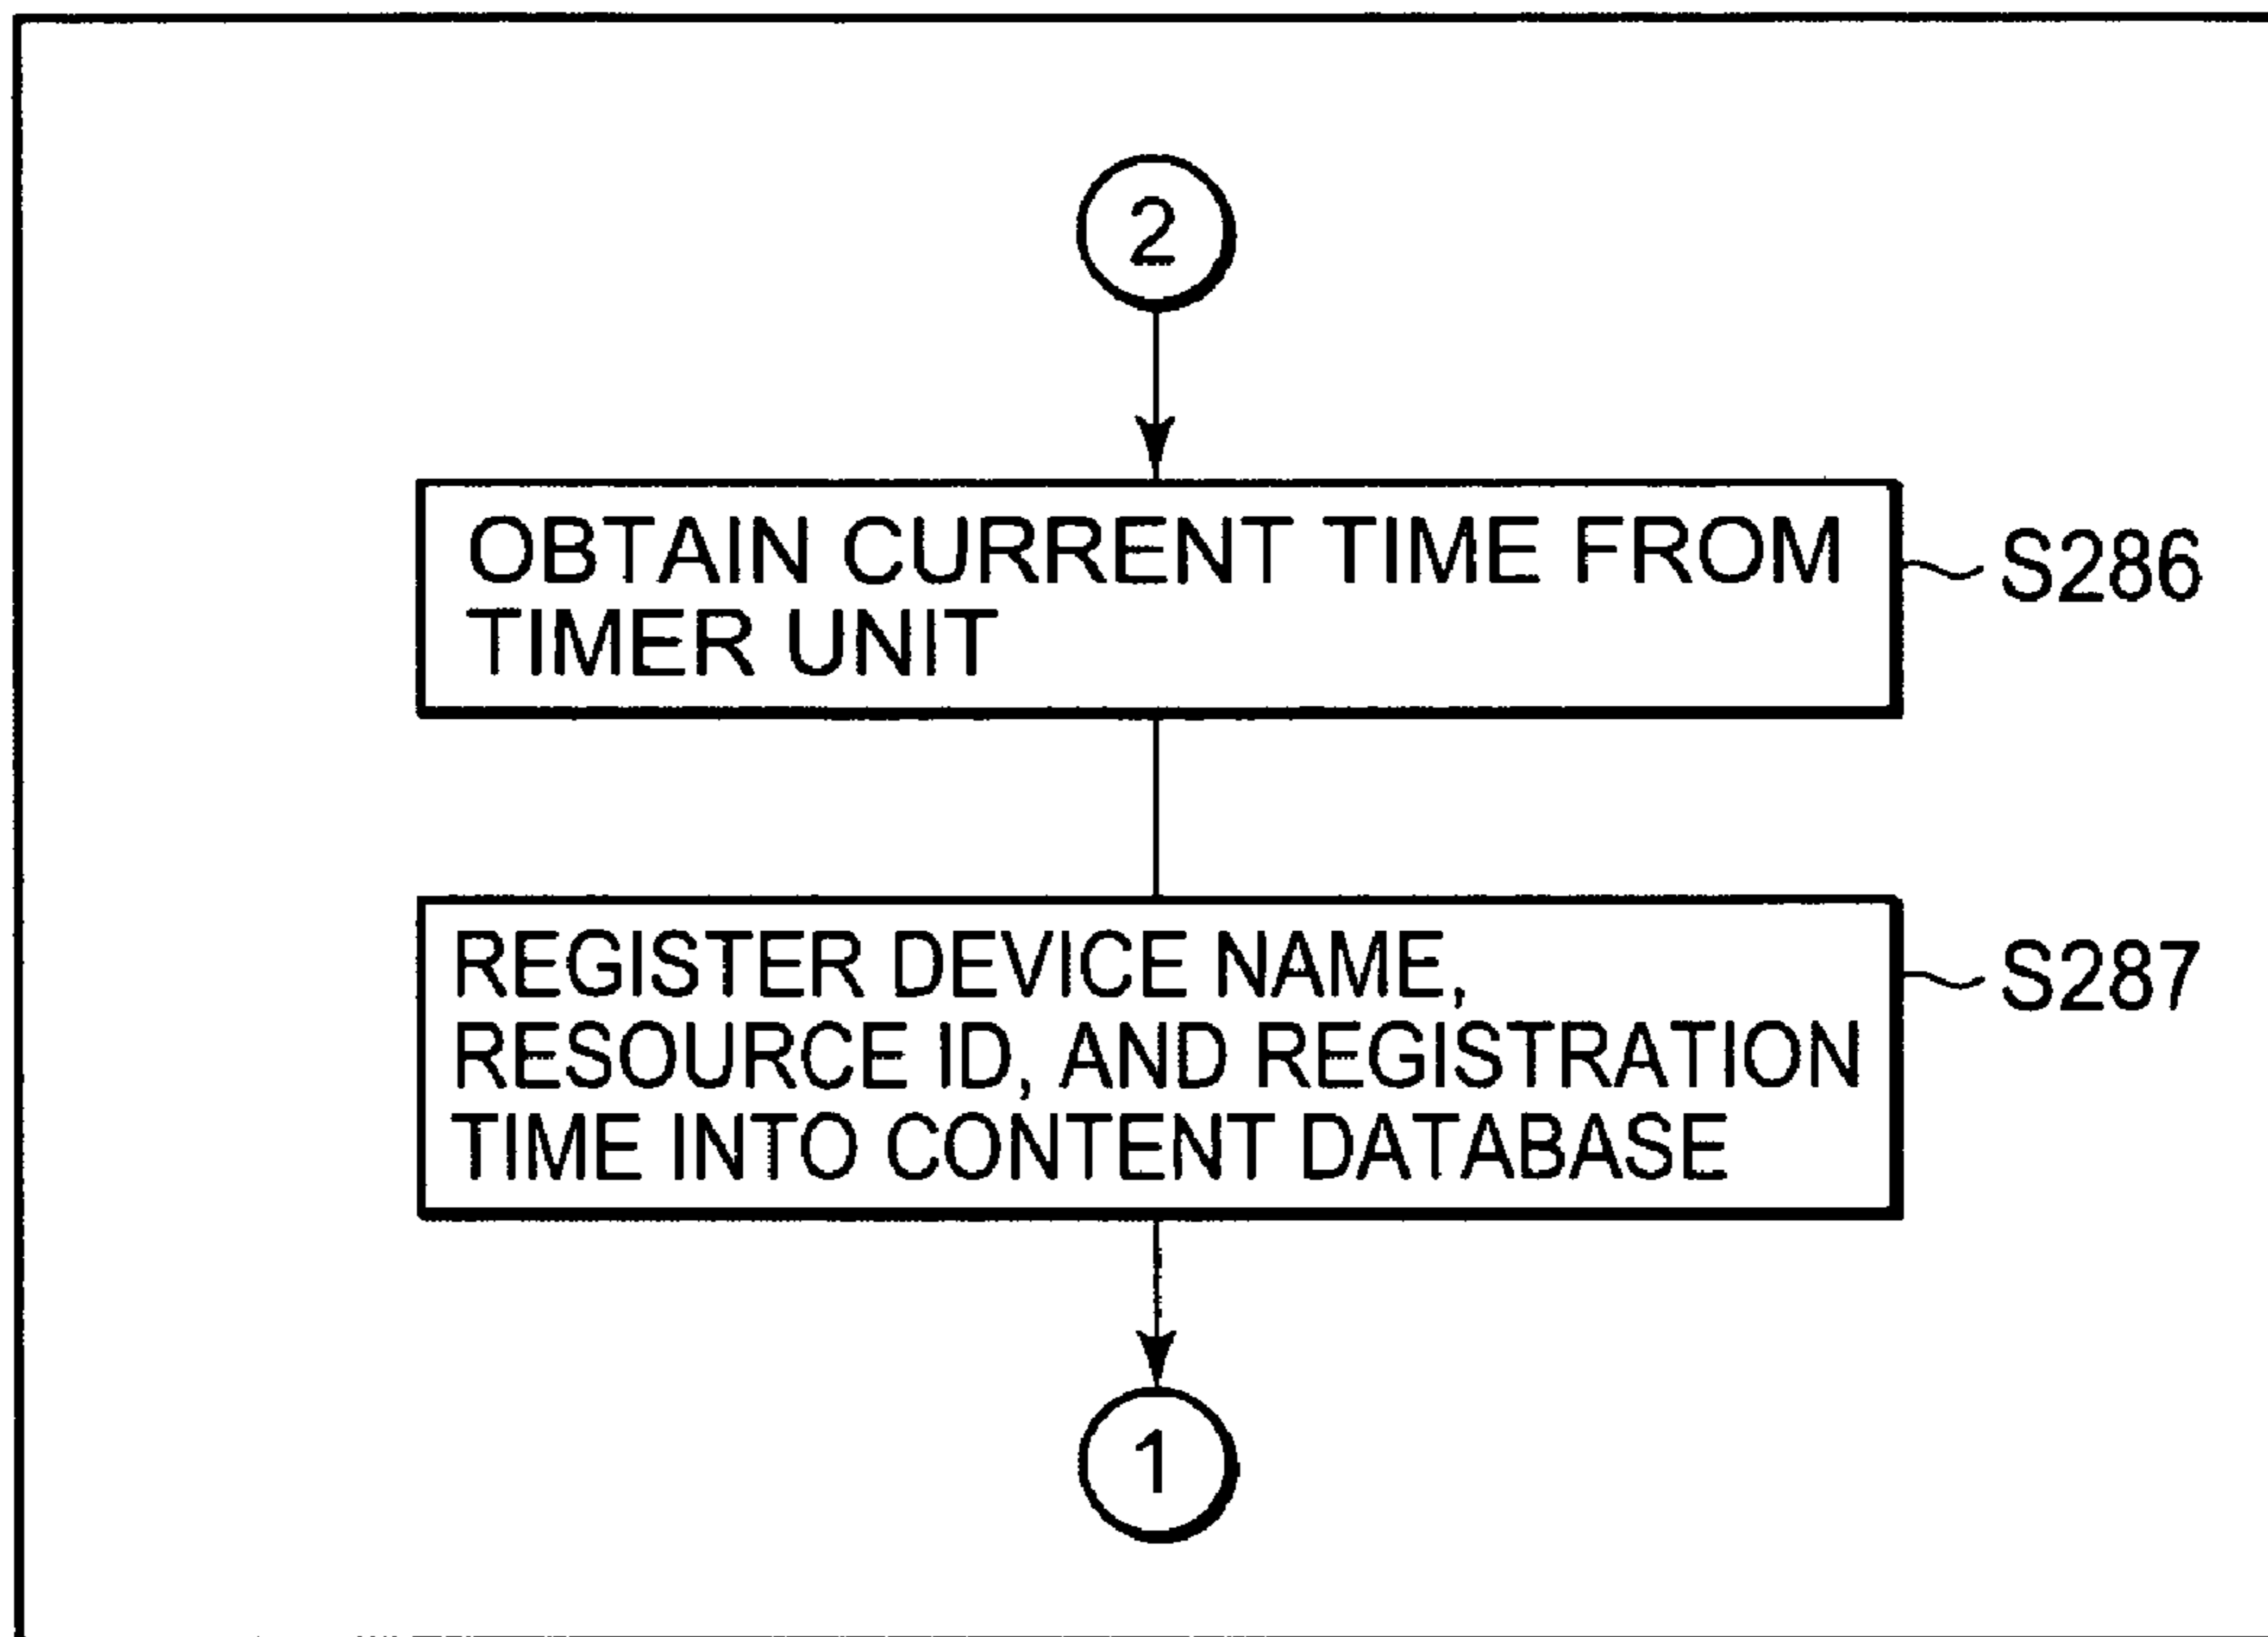 2
OBTAIN CURRENT TIME FROM
TIMER UNIT
S286
REGISTER DEVICE NAME,
RESOURCE ID, AND REGISTRATION
TIME INTO CONTENT DATABASE
S287
1